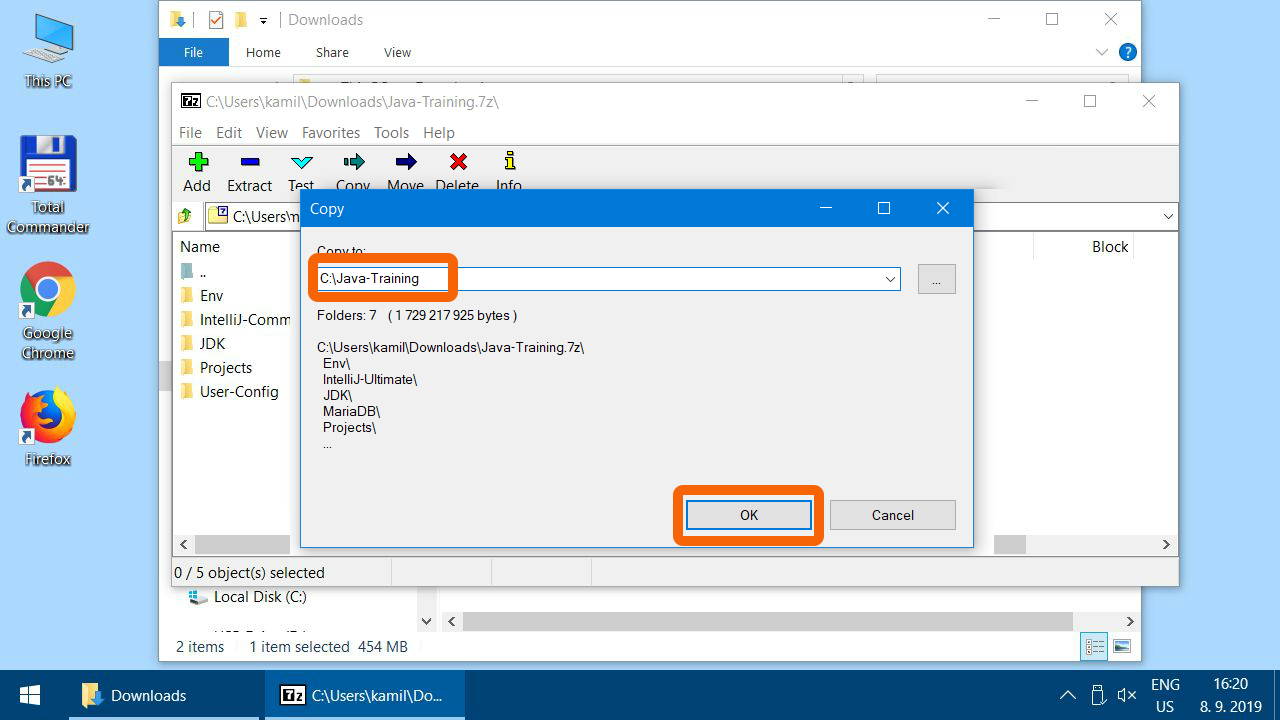 This PC
Total
Commander
64.
Google
Chrome
Firefox
Downloads
File Home Share View
?
7z C:\Users\kamil\Downloads\Java-Training.7z\
File Edit View Favorites Tools Help
Add Extract Test Copy Move Delete Info
C:\Users\
Name Block
..
Env
IntelliJ-Comm
JDK
Projects
User-Config
Copy
Copy to:
C:\Java-Training
...
Folders: 7 ( 1 729 217 925 bytes )
C:\Users\kamil\Downloads\Java-Training.7z\
Env\
IntelliJ-Ultimate\
JDK\
MariaDB\
Projects\
...
OK Cancel
0 / 5 object(s) selected
Local Disk (C:)
2 items 1 item selected 454 MB
Downloads
7z C:\Users\kamil\Do...
ENG
US
16:20
8. 9. 2019